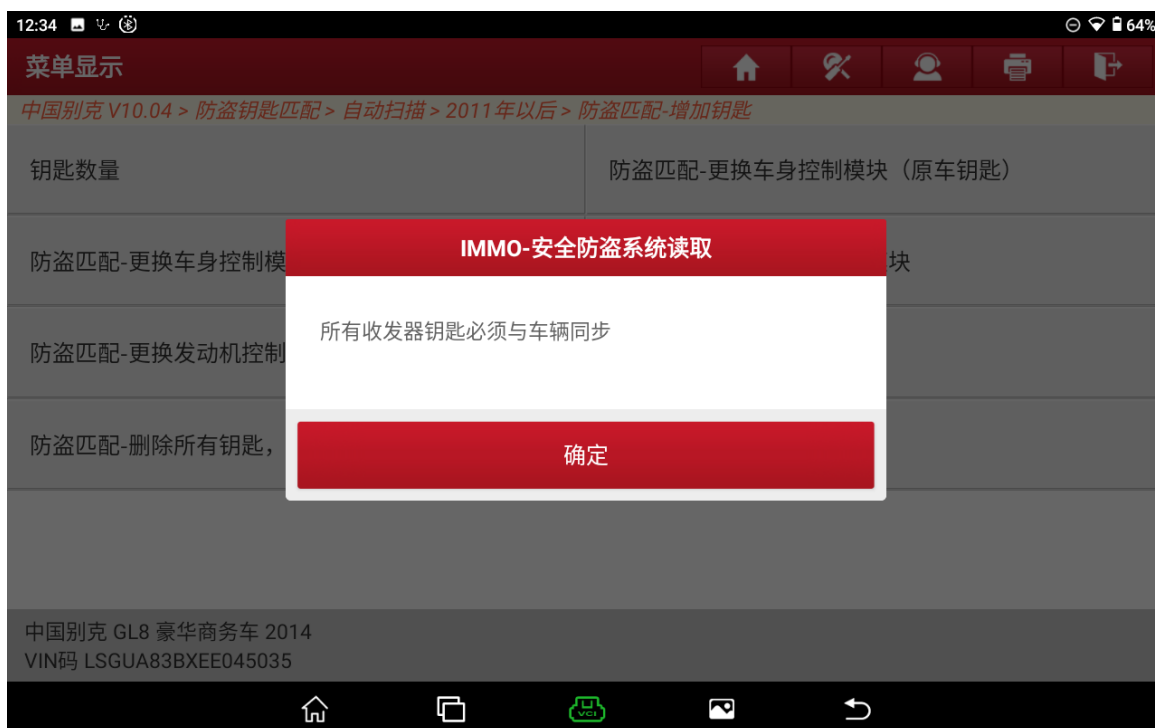 12:34 64%
菜单显示
中国别克 V10.04 > 防盗钥匙匹配 > 自动扫描 > 2011年以后 > 防盗匹配-增加钥匙
钥匙数量 防盗匹配-更换车身控制模块（原车钥匙）
IMMO-安全防盗系统读取
防盗匹配-更换车身控制模 块
所有收发器钥匙必须与车辆同步
防盗匹配-更换发动机控制
防盗匹配-删除所有钥匙，
确定
中国别克 GL8 豪华商务车 2014
VIN码 LSGUA83BXEE045035
VCI